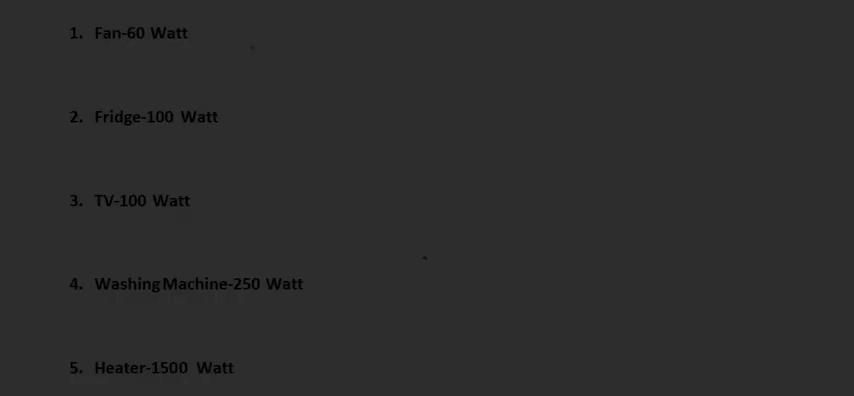 1. Fan-60 Watt
2. Fridge-100 Watt
3. TV-100 Watt
4. Washing Machine-250 Watt
5. Heater-1500 Watt